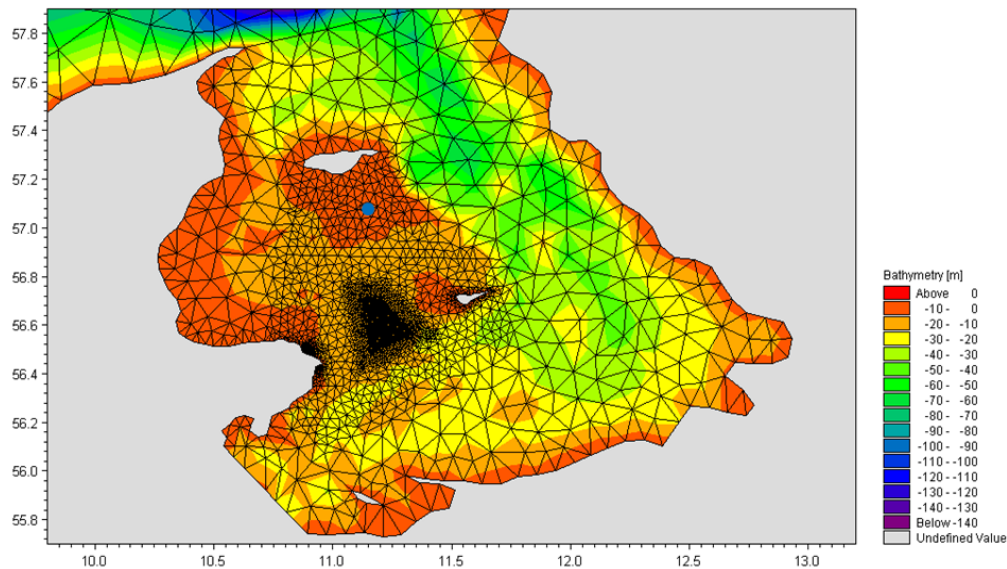 57.8
57.6
57.4
57.2
57.0
56.8
56.6
56.4
56.2
56.0
55.8
10.0 10.5 11.0 11.5 12.0 12.5 13.0
Bathymetry [m]
Above 0
-10 - 0
-20 - -10
-30 - -20
-40 - -30
-50 - -40
-60 - -50
-70 - -60
-80 - -70
-90 - -80
-100 - -90
-110 - -100
-120 - -110
-130 - -120
-140 - -130
Below -140
Undefined Value